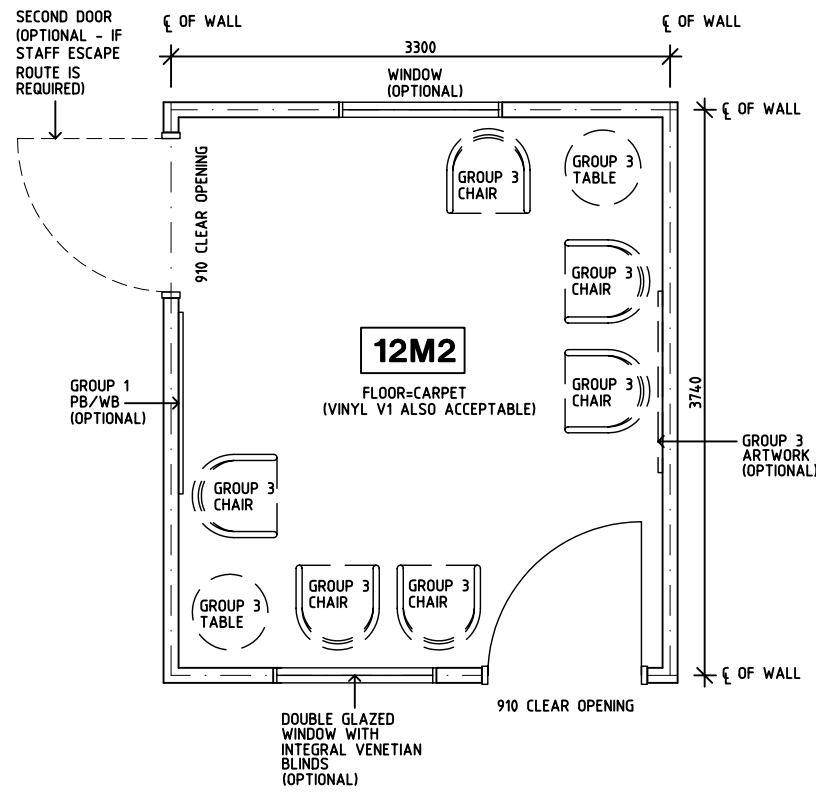 SECOND DOOR
(OPTIONAL - IF
STAFF ESCAPE
ROUTE IS
REQUIRED)
℄ OF WALL
℄ OF WALL
3300
WINDOW
(OPTIONAL)
℄ OF WALL
910 CLEAR OPENING
GROUP 3
CHAIR
GROUP 3
TABLE
GROUP 3
CHAIR
12M2
FLOOR=CARPET
(VINYL V1 ALSO ACCEPTABLE)
GROUP 3
CHAIR
3740
GROUP 1
PB/WB
(OPTIONAL)
GROUP 3
ARTWORK
(OPTIONAL)
GROUP 3
CHAIR
GROUP 3
TABLE
GROUP 3
CHAIR
GROUP 3
CHAIR
℄ OF WALL
910 CLEAR OPENING
DOUBLE GLAZED
WINDOW WITH
INTEGRAL VENETIAN
BLINDS
(OPTIONAL)